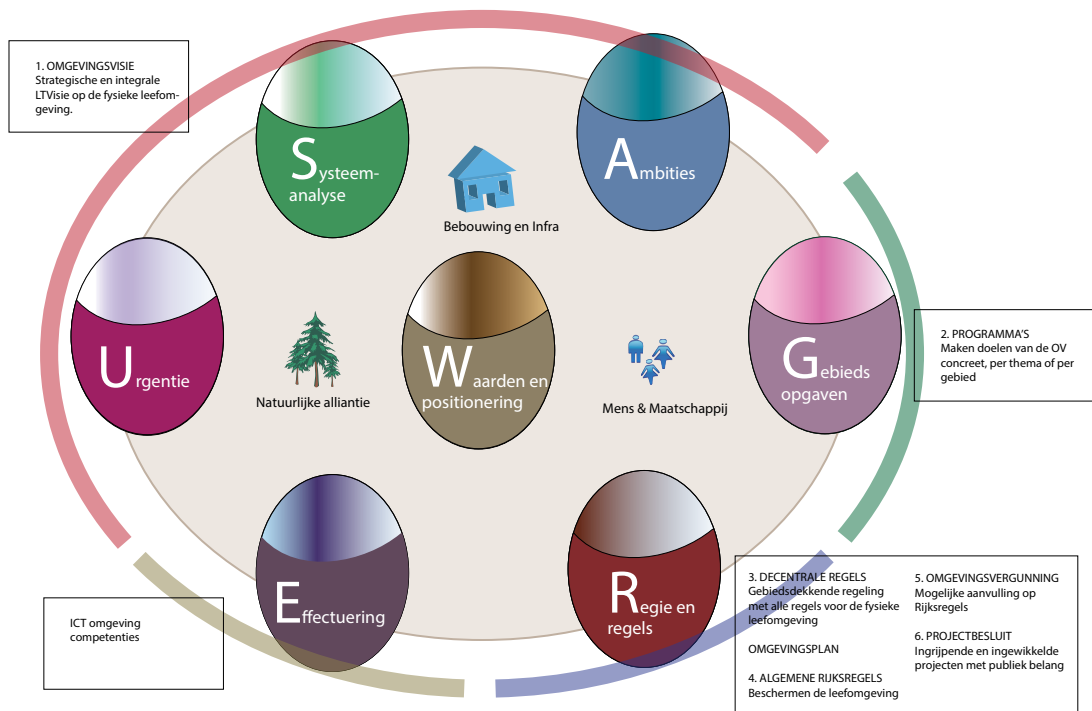 1. OMGEVINGSVISIE
Strategische en integrale
LTVisie op de fysieke leefom-
geving.
Systeem-
analyse
Ambities
Bebouwing en Infra
Urgentie
Natuurlijke alliantie
Waarden en
positionering
Mens & Maatschappij
Gebieds
opgaven
2. PROGRAMMA'S
Maken doelen van de OV
concreet, per thema of per
gebied
Effectuering
Regie en
regels
ICT omgeving
competenties
3. DECENTRALE REGELS
Gebiedsdekkende regeling
met alle regels voor de fysieke
leefomgeving
OMGEVINGSPLAN
4. ALGEMENE RIJKSREGELS
Beschermen de leefomgeving
5. OMGEVINGSVERGUNNING
Mogelijke aanvulling op
Rijksregels
6. PROJECTBESLUIT
Ingrijpende en ingewikkelde
projecten met publiek belang